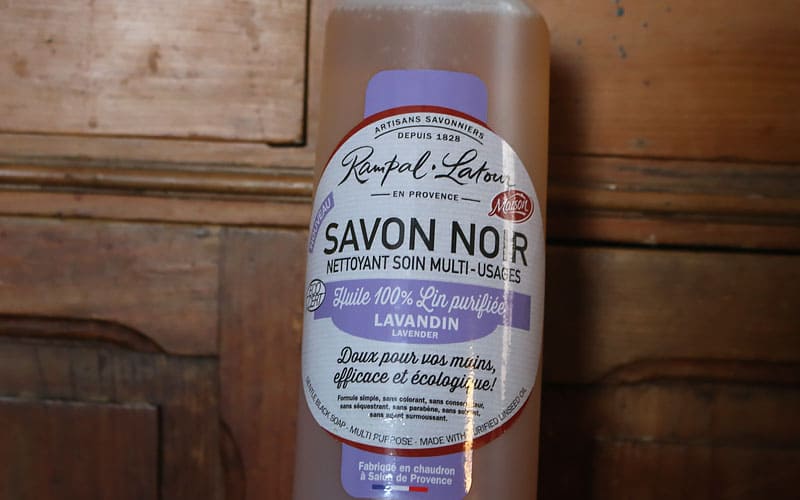 ARTISANS SAVONNIERS
DEPUIS 1828
Rampal · Latour
EN PROVENCE
Maison
NOUVEAU
SAVON NOIR
NETTOYANT SOIN MULTI-USAGES
ECO
CERT
Huile 100% Lin purifiée
LAVANDIN
LAVENDER
Doux pour vos mains,
efficace et écologique!
Formule simple, sans colorant, sans conservateur,
sans séquestrant, sans parabène, sans solvant,
sans agent surmoussant.
GENTLE BLACK SOAP - MULTI PURPOSE - MADE WITH PURIFIED LINSEED OIL
Fabriqué en chaudron
à Salon de Provence